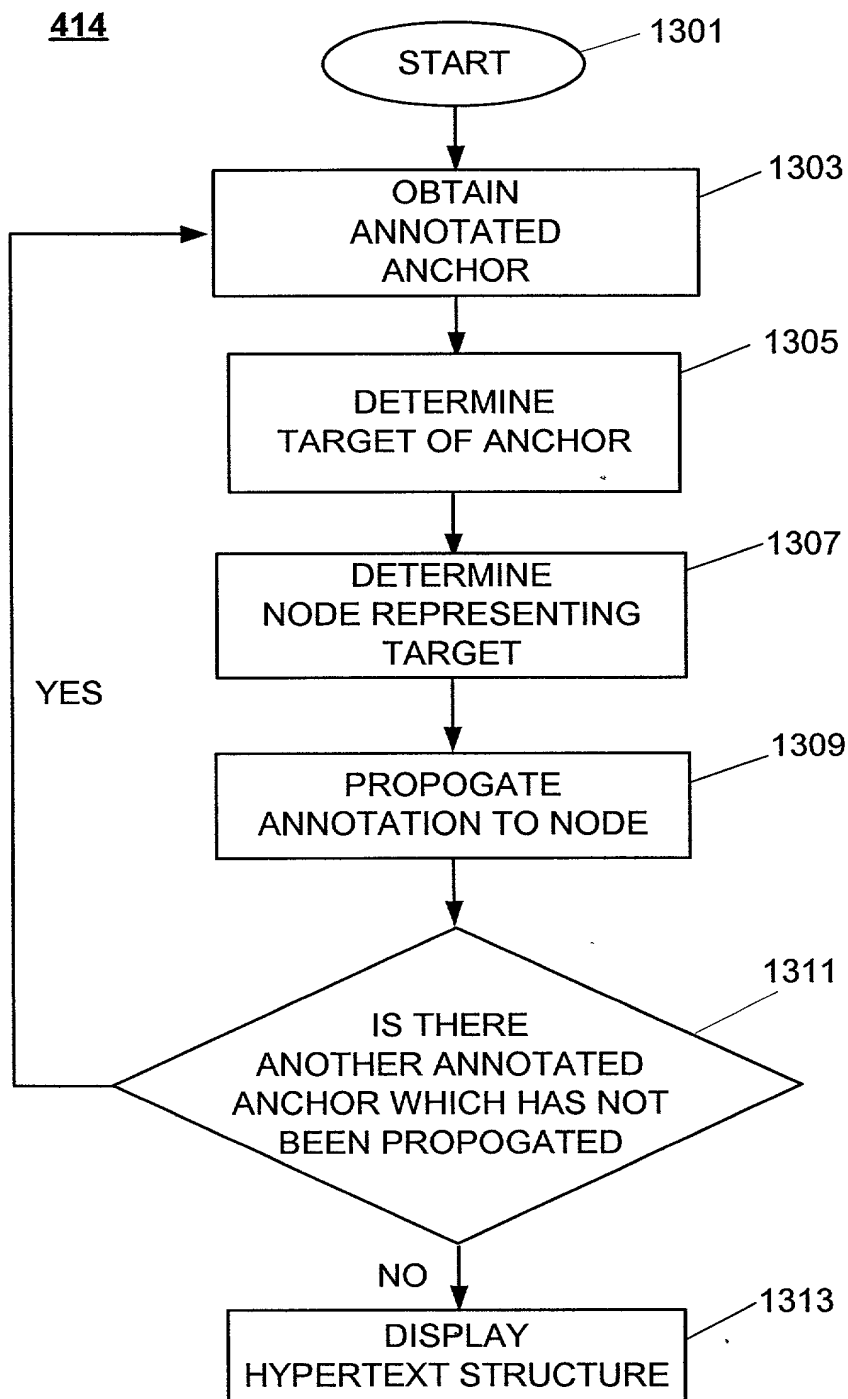 414
START
1301
OBTAIN
ANNOTATED
ANCHOR
1303
DETERMINE
TARGET OF ANCHOR
1305
DETERMINE
NODE REPRESENTING
TARGET
1307
PROPOGATE
ANNOTATION TO NODE
1309
YES
IS THERE
ANOTHER ANNOTATED
ANCHOR WHICH HAS NOT
BEEN PROPOGATED
1311
NO
DISPLAY
HYPERTEXT STRUCTURE
1313